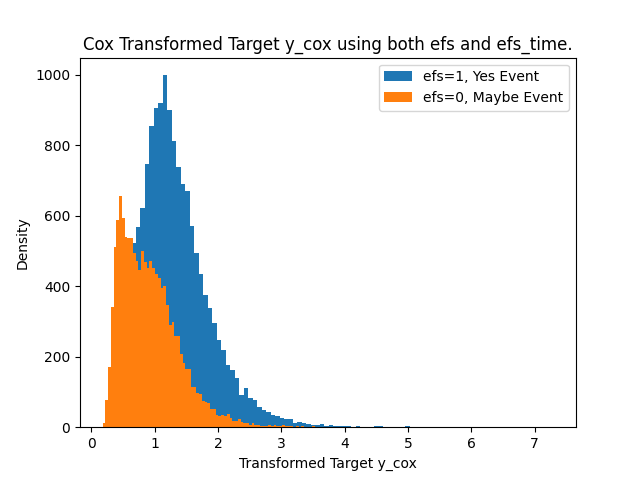 Cox Transformed Target y_cox using both efs and efs_time.
efs=1, Yes Event
efs=0, Maybe Event
Density
1000
800
600
400
200
0
0 1 2 3 4 5 6 7
Transformed Target y_cox